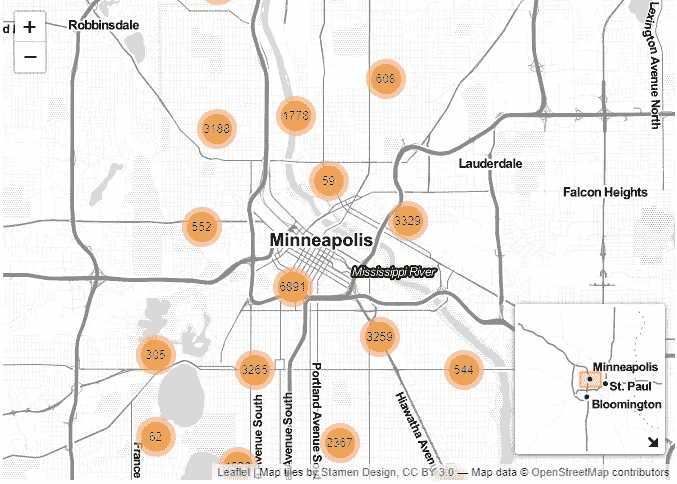 Robbinsdale
+
−
608
1778
3188
Lexington Avenue North
Lauderdale
59
Falcon Heights
552
3329
Minneapolis
Mississippi River
6891
3259
305
3265
544
Minneapolis
St. Paul
Bloomington
Portland Avenue So
Avenue South
Avenue South
Hiawatha Aven
62
2367
France
Leaflet | Map tiles by Stamen Design, CC BY 3.0 — Map data © OpenStreetMap contributors